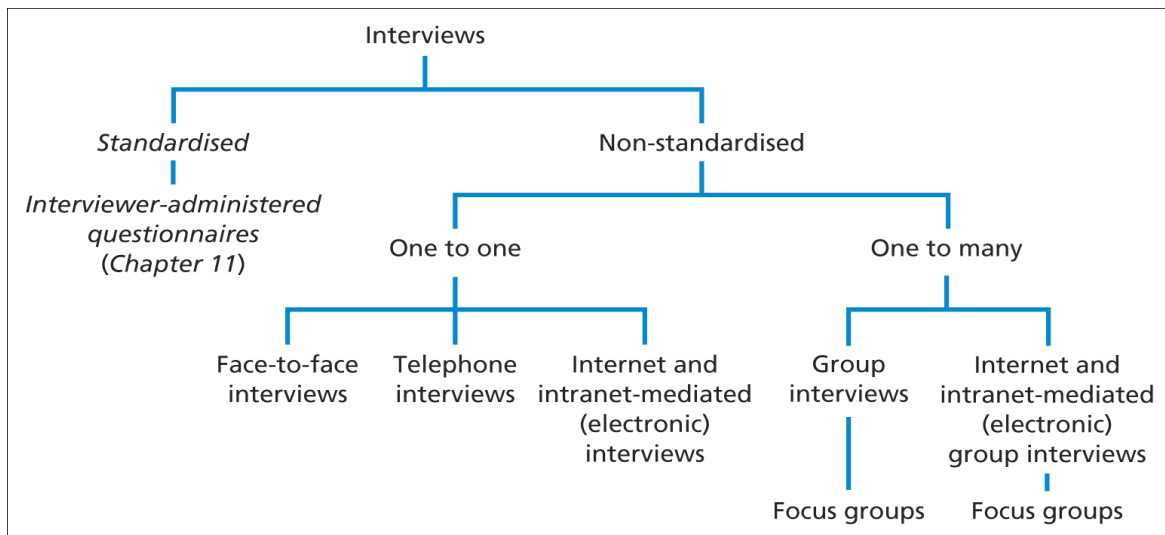 Interviews
Standardised
Non-standardised
Interviewer-administered
questionnaires
(Chapter 11)
One to one
One to many
Face-to-face
interviews
Telephone
interviews
Internet and
intranet-mediated
(electronic)
interviews
Group
interviews
Internet and
intranet-mediated
(electronic)
group interviews
Focus groups
Focus groups